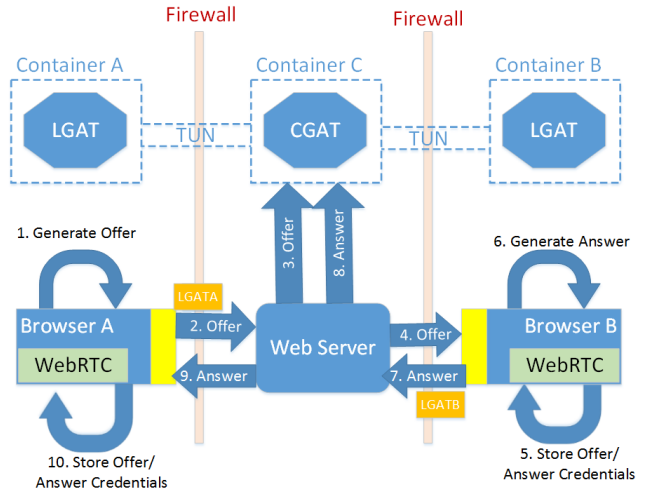 Firewall
Firewall
Container A
Container C
Container B
LGAT
CGAT
LGAT
TUN
TUN
1. Generate Offer
3. Offer
8. Answer
6. Generate Answer
LGATA
Browser A
2. Offer
Web Server
4. Offer
Browser B
WebRTC
9. Answer
7. Answer
WebRTC
LGATB
10. Store Offer/
Answer Credentials
5. Store Offer/
Answer Credentials